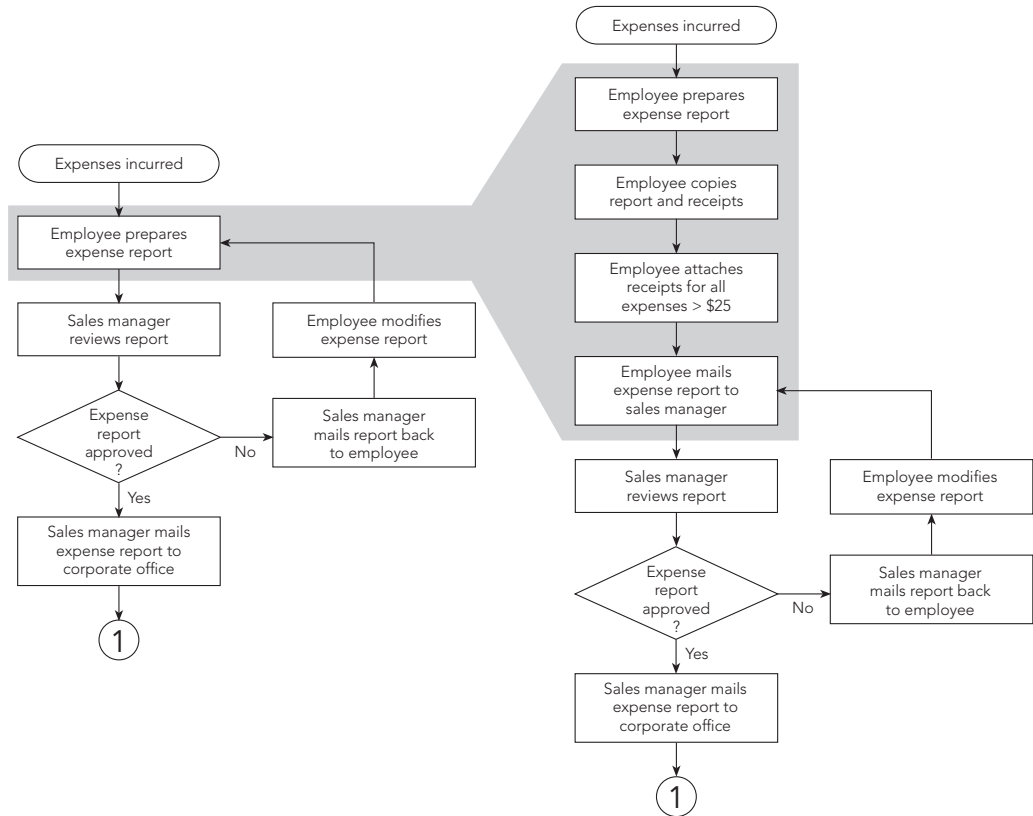 Expenses incurred
Employee prepares
expense report
Sales manager
reviews report
Employee modifies
expense report
Expense
report
approved
?
No
Sales manager
mails report back
to employee
Yes
Sales manager mails
expense report to
corporate office
1
Expenses incurred
Employee prepares
expense report
Employee copies
report and receipts
Employee attaches
receipts for all
expenses > $25
Employee mails
expense report to
sales manager
Sales manager
reviews report
Employee modifies
expense report
Expense
report
approved
?
No
Sales manager
mails report back
to employee
Yes
Sales manager mails
expense report to
corporate office
1